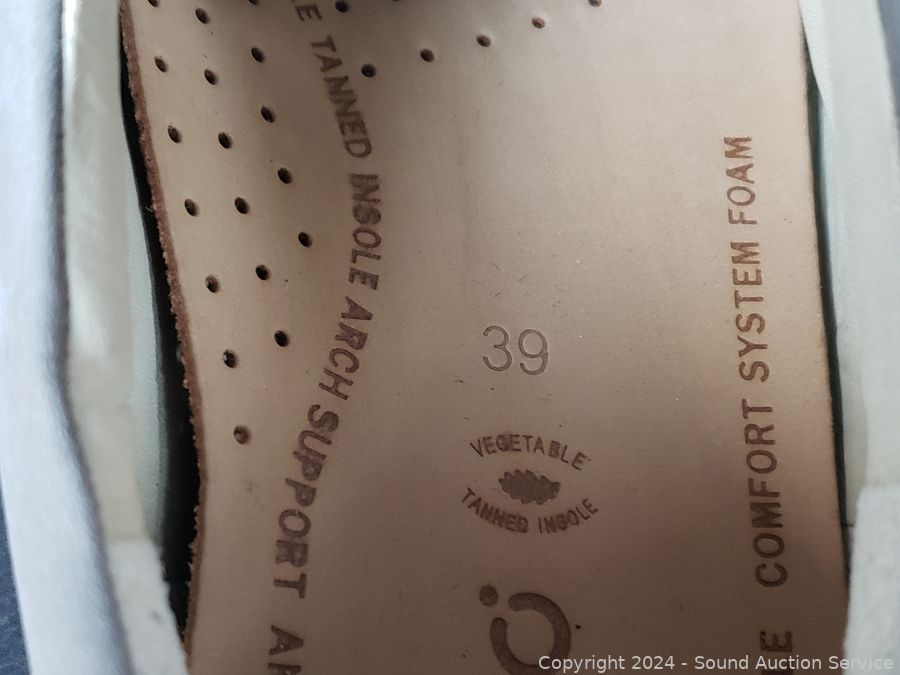 TANNED INSOLE ARCH SUPPORT
COMFORT SYSTEM FOAM
39
VEGETABLE
TANNED INSOLE
Copyright 2024 - Sound Auction Service